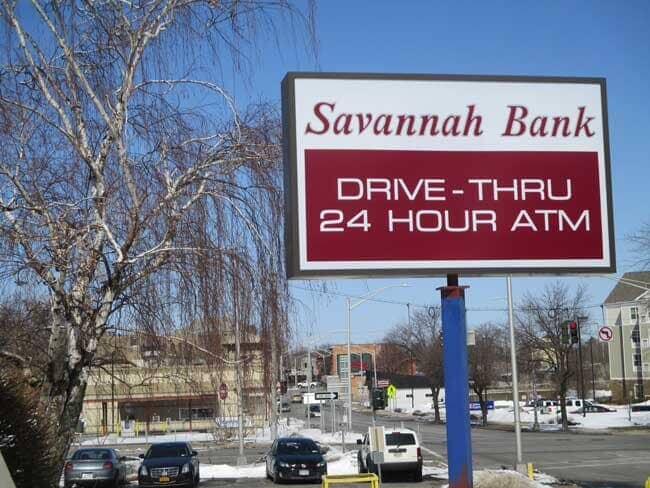 Savannah Bank
DRIVE-THRU
24 HOUR ATM